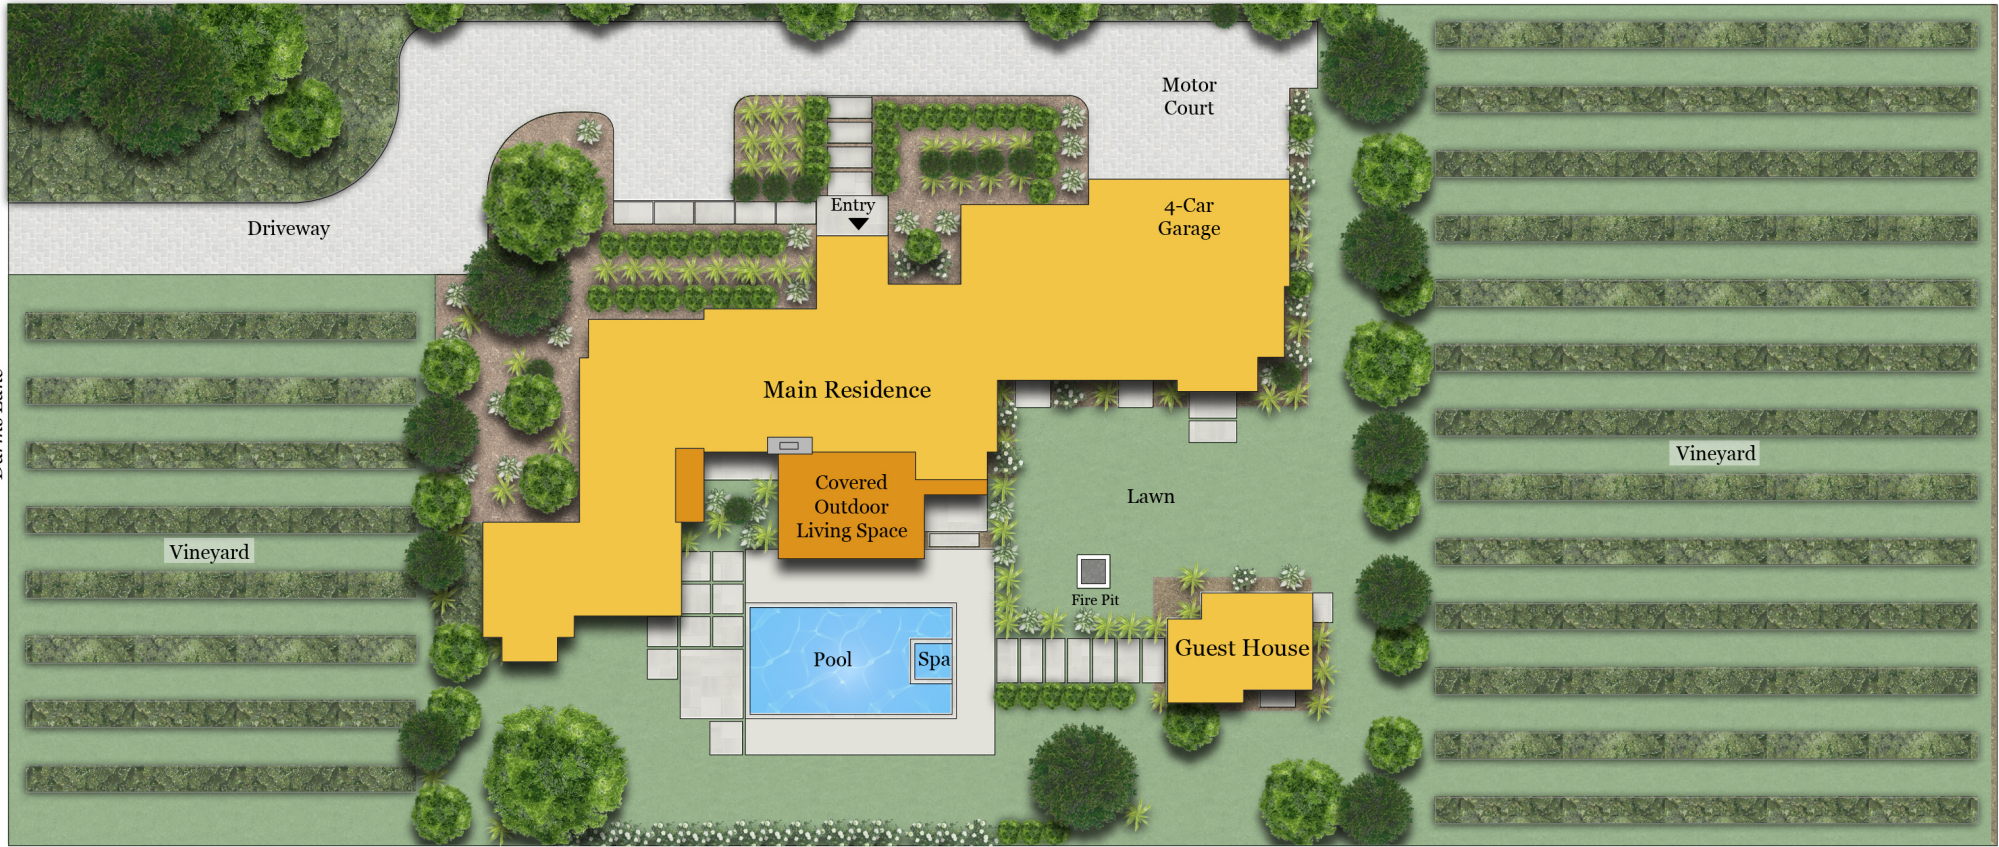 Motor
Court
Driveway
Entry
4-Car
Garage
Main Residence
Covered
Outdoor
Living Space
Lawn
Vineyard
Vineyard
Fire Pit
Guest House
Pool
Spa